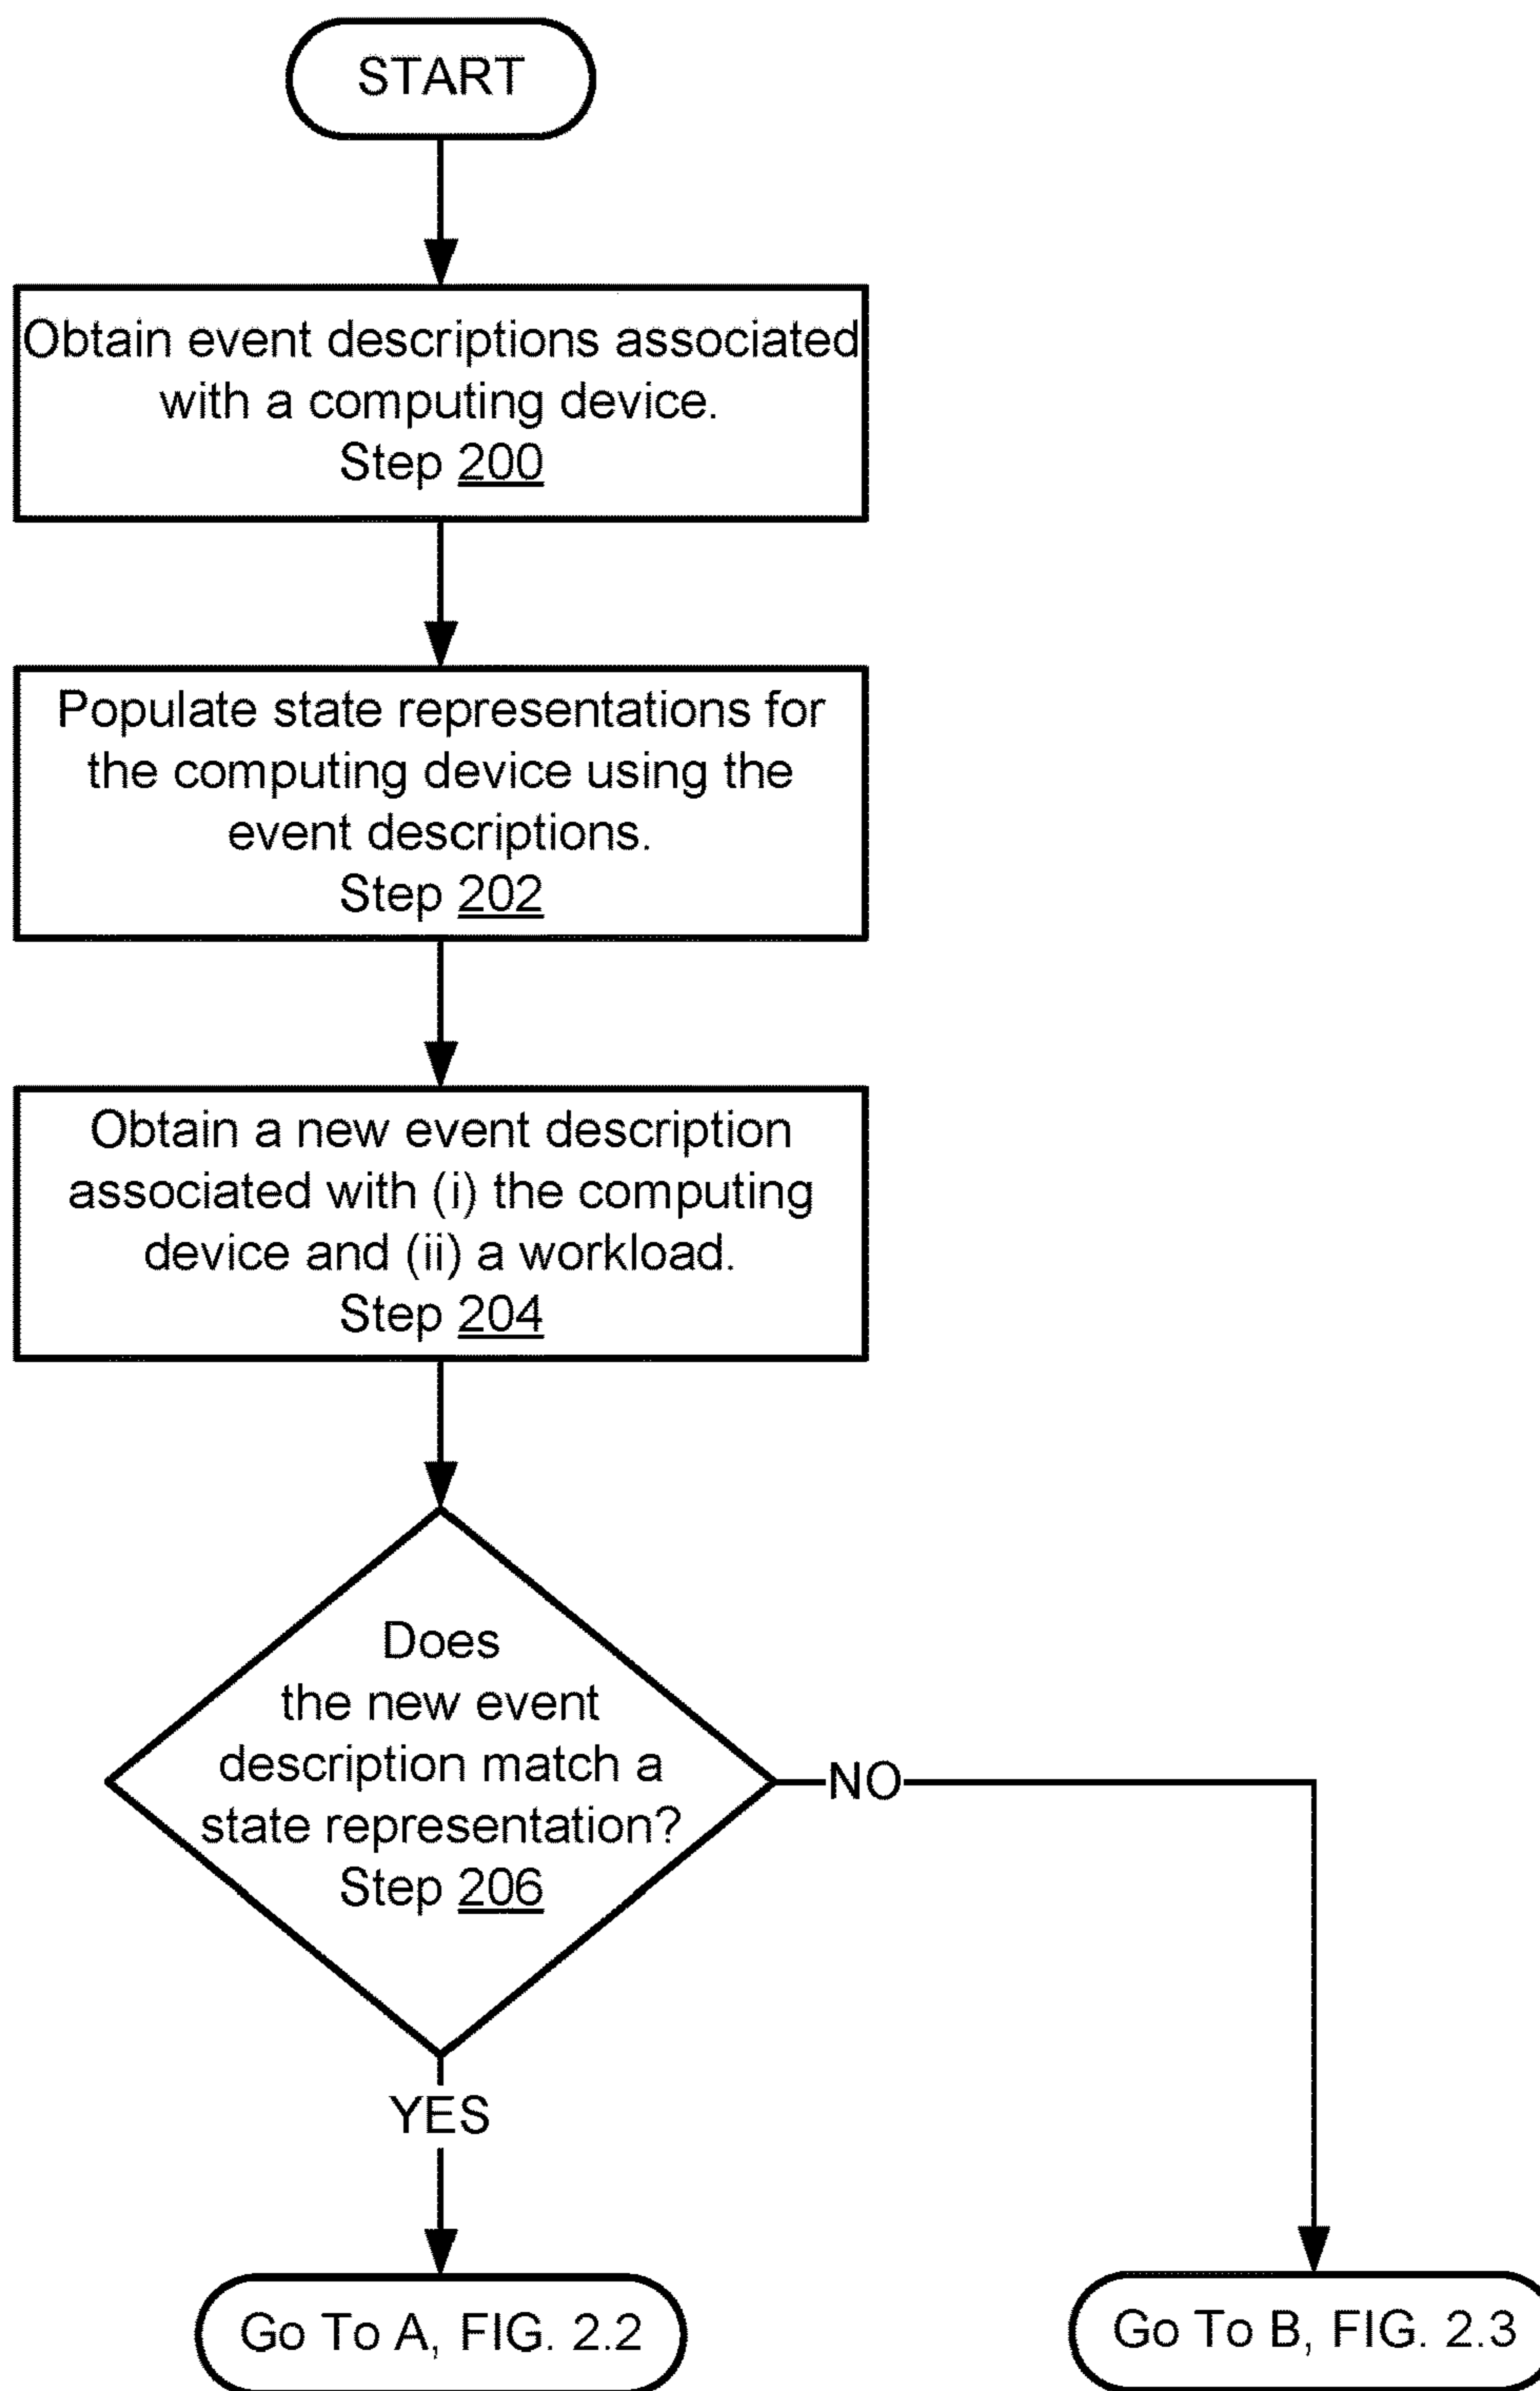 START
Obtain event descriptions associated
with a computing device.
Step 200
Populate state representations for
the computing device using the
event descriptions.
Step 202
Obtain a new event description
associated with (i) the computing
device and (ii) a workload.
Step 204
Does
the new event
description match a
state representation?
Step 206
NO
YES
Go To A, FIG. 2.2
Go To B, FIG. 2.3